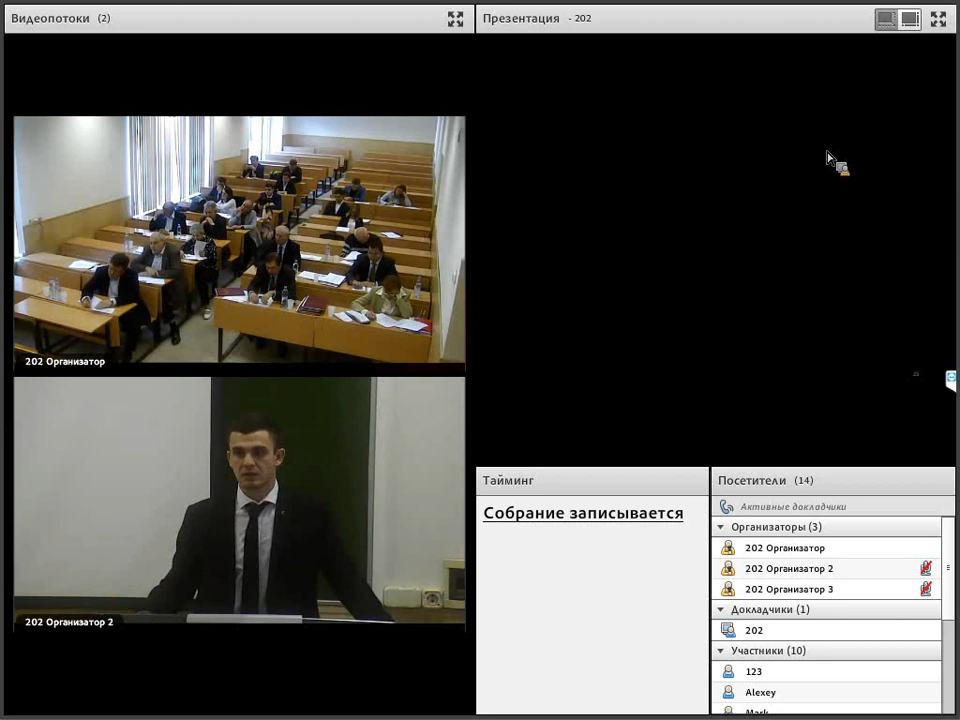 Видеопотоки (2)
Презентация - 202
202 Организатор
202 Организатор 2
Тайминг
Собрание записывается
Посетители (14)
Активные докладчики
Организаторы (3)
202 Организатор
202 Организатор 2
202 Организатор 3
Докладчики (1)
202
Участники (10)
123
Alexey